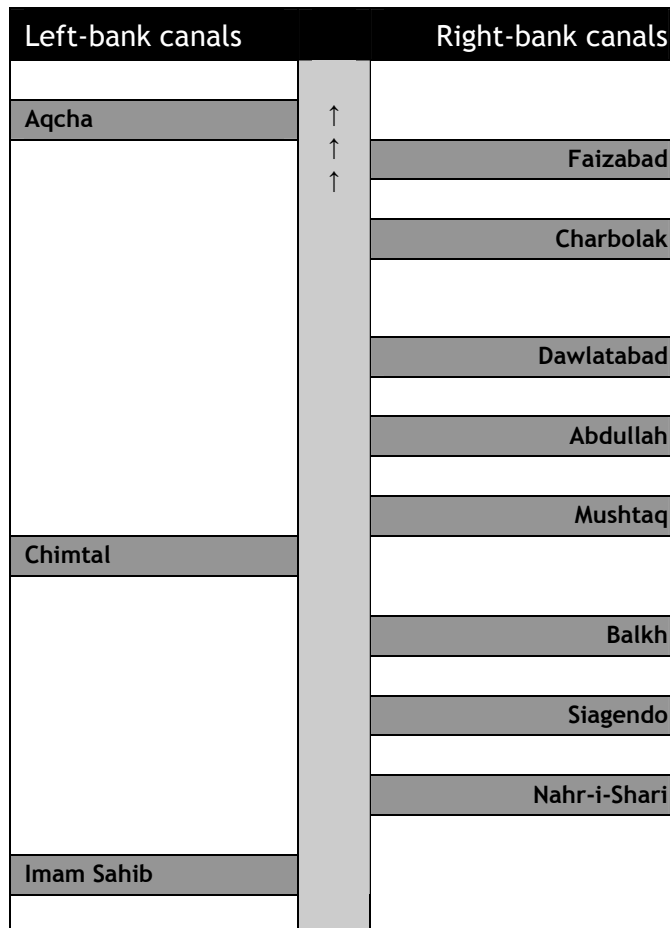 Left-bank canals
Right-bank canals
Aqcha
↑
↑
↑
Faizabad
Charbolak
Dawlatabad
Abdullah
Mushtaq
Chimtal
Balkh
Siagendo
Nahr-i-Shari
Imam Sahib